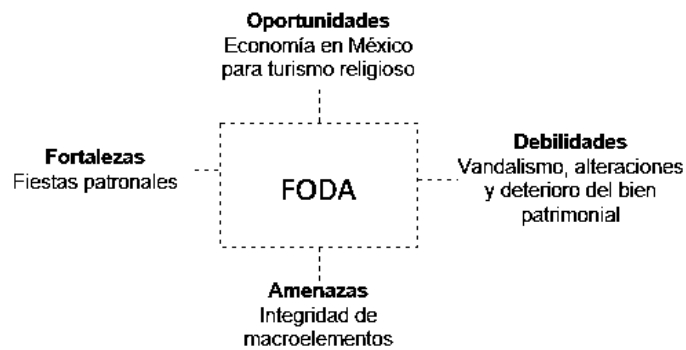 Oportunidades
Economía en México
para turismo religioso
Fortalezas
Fiestas patronales
FODA
Debilidades
Vandalismo, alteraciones
y deterioro del bien
patrimonial
Amenazas
Integridad de
macroelementos